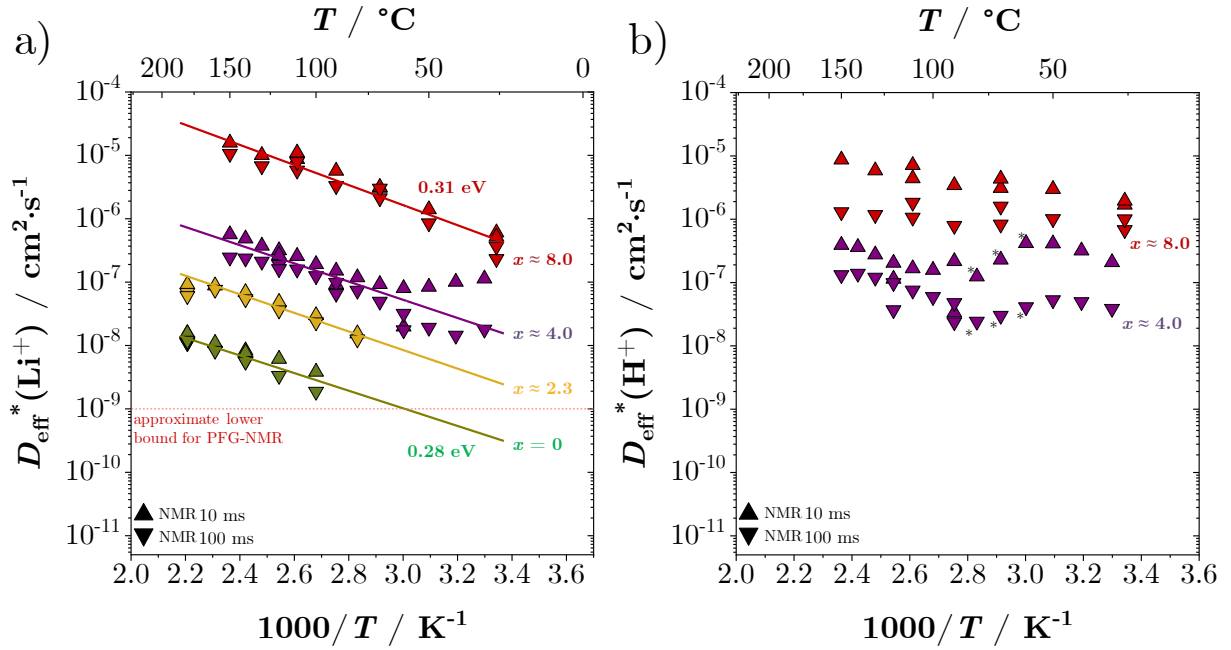 a)
T / °C
200 150 100 50 0
D_eff*(Li⁺) / cm²·s⁻¹
10⁻⁴
10⁻⁵
10⁻⁶
10⁻⁷
10⁻⁸
10⁻⁹
10⁻¹⁰
10⁻¹¹
0.31 eV
x ≈ 8.0
x ≈ 4.0
x ≈ 2.3
x = 0
0.28 eV
approximate lower
bound for PFG-NMR
NMR 10 ms
NMR 100 ms
2.0 2.2 2.4 2.6 2.8 3.0 3.2 3.4 3.6
1000/T / K⁻¹
b)
T / °C
200 150 100 50
D_eff*(H⁺) / cm²·s⁻¹
10⁻⁴
10⁻⁵
10⁻⁶
10⁻⁷
10⁻⁸
10⁻⁹
10⁻¹⁰
10⁻¹¹
x ≈ 8.0
x ≈ 4.0
* * *
* * *
NMR 10 ms
NMR 100 ms
2.0 2.2 2.4 2.6 2.8 3.0 3.2 3.4 3.6
1000/T / K⁻¹